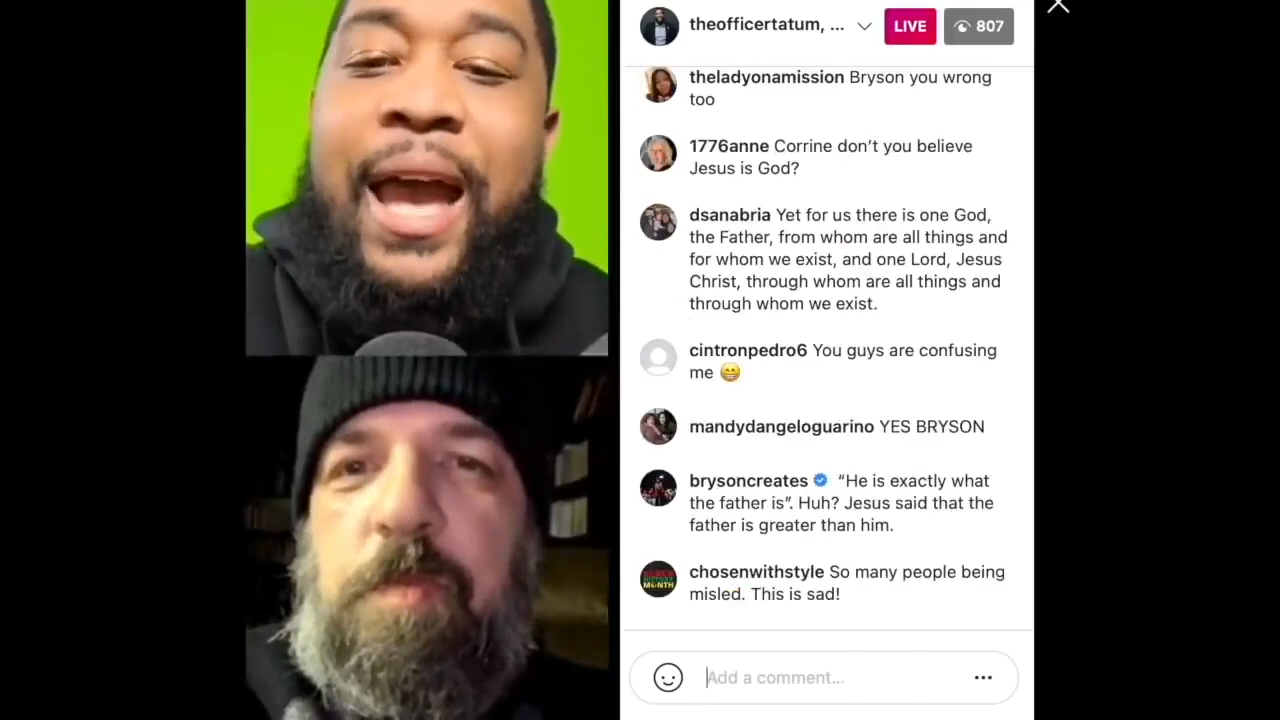 theofficertatum, ...
LIVE
807
theladyonamission Bryson you wrong
too
1776anne Corrine don’t you believe
Jesus is God?
dsanabria Yet for us there is one God,
the Father, from whom are all things and
for whom we exist, and one Lord, Jesus
Christ, through whom are all things and
through whom we exist.
cintronpedro6 You guys are confusing
me 😁
mandydangeloguarino YES BRYSON
brysoncreates “He is exactly what
the father is”. Huh? Jesus said that the
father is greater than him.
chosenwithstyle So many people being
misled. This is sad!
BLACK
HISTORY
MONTH
Add a comment...